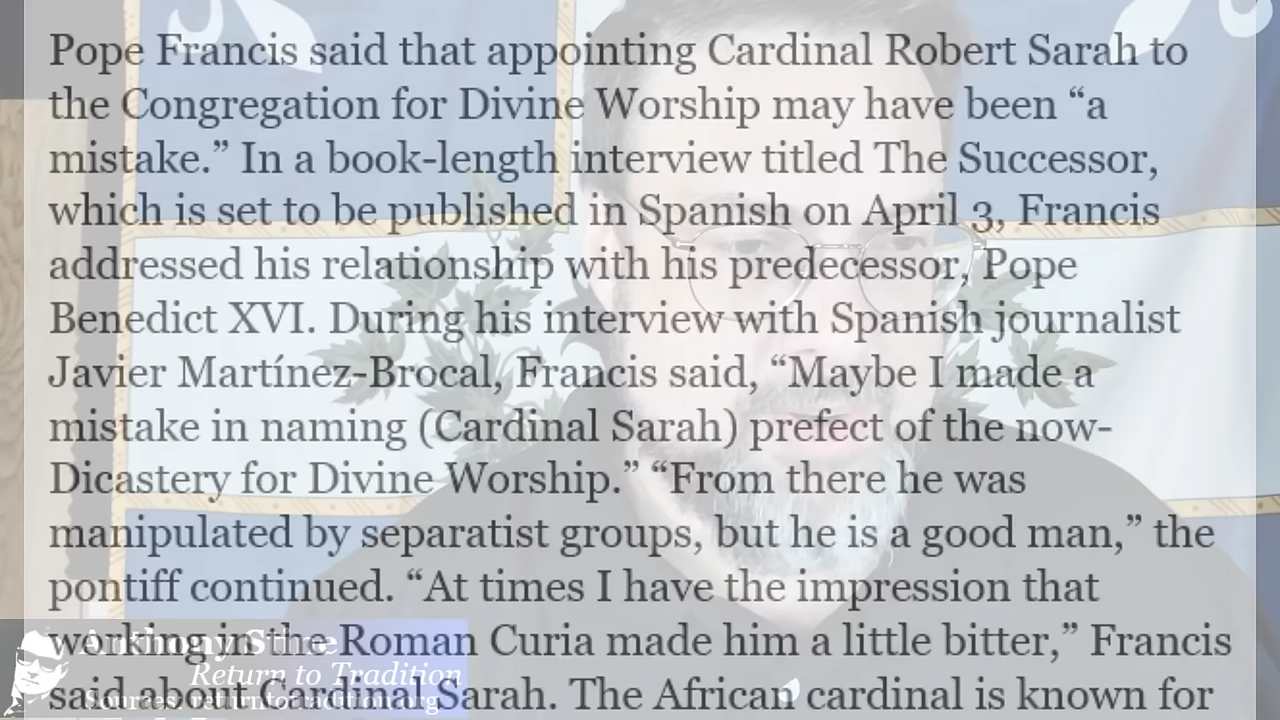 Pope Francis said that appointing Cardinal Robert Sarah to
the Congregation for Divine Worship may have been “a
mistake.” In a book-length interview titled The Successor,
which is set to be published in Spanish on April 3, Francis
addressed his relationship with his predecessor, Pope
Benedict XVI. During his interview with Spanish journalist
Javier Martínez-Brocal, Francis said, “Maybe I made a
mistake in naming (Cardinal Sarah) prefect of the now-
Dicastery for Divine Worship.” “From there he was
manipulated by separatist groups, but he is a good man,” the
pontiff continued. “At times I have the impression that
working in the Roman Curia made him a little bitter,” Francis
said about Cardinal Sarah. The African cardinal is known for
Anthony Stine
Return to Tradition
Sources: returntotradition.org